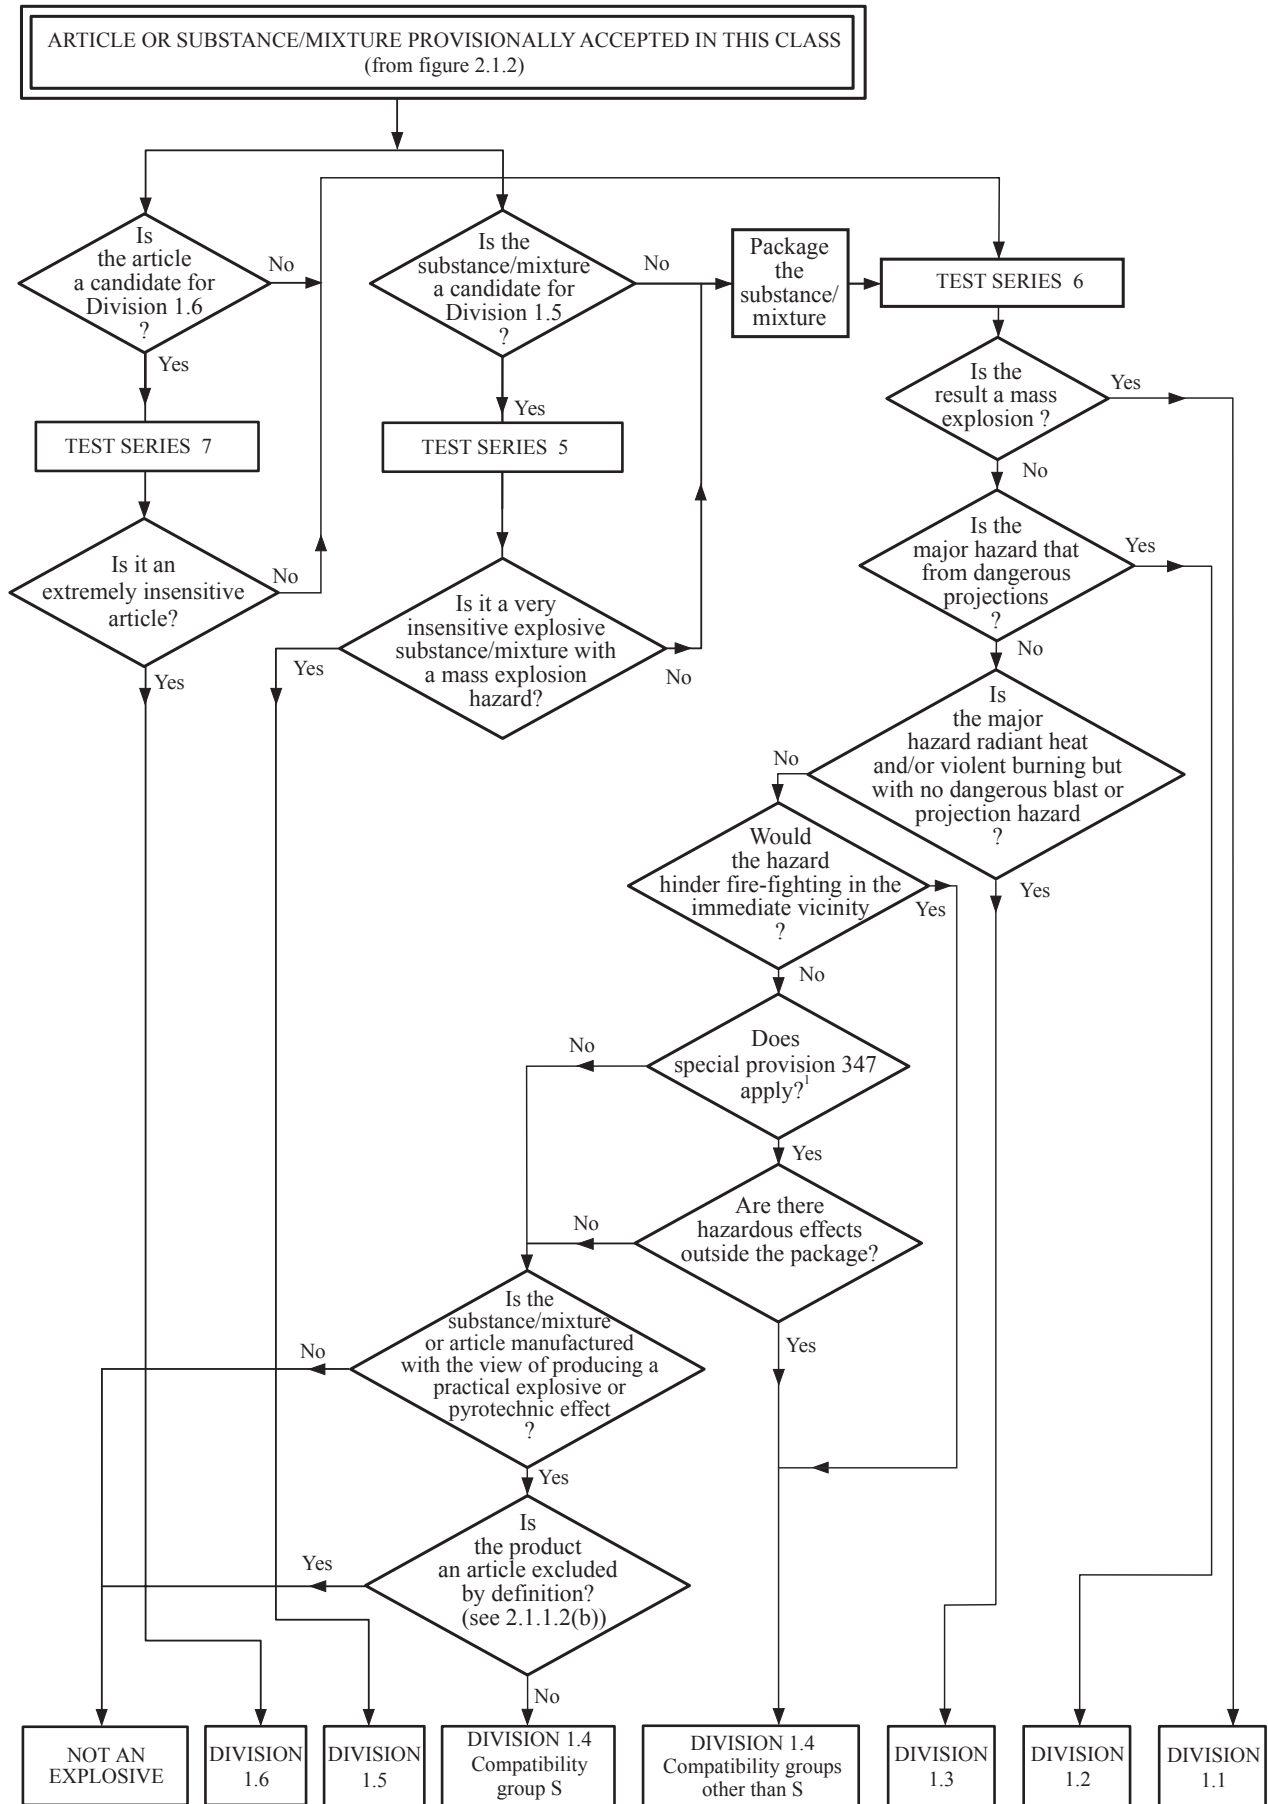 ARTICLE OR SUBSTANCE/MIXTURE PROVISIONALLY ACCEPTED IN THIS CLASS
(from figure 2.1.2)
Is
the article
a candidate for
Division 1.6
?
No
Yes
TEST SERIES 7
Is it an
extremely insensitive
article?
No
Yes
Is the
substance/mixture
a candidate for
Division 1.5
?
No
Yes
TEST SERIES 5
Is it a very
insensitive explosive
substance/mixture with
a mass explosion
hazard?
Yes
No
Package
the
substance/
mixture
TEST SERIES 6
Is the
result a mass
explosion ?
Yes
No
Is the
major hazard that
from dangerous
projections
?
Yes
No
Is
the major
hazard radiant heat
and/or violent burning but
with no dangerous blast or
projection hazard
?
No
Yes
Would
the hazard
hinder fire-fighting in the
immediate vicinity
?
Yes
No
Does
special provision 347
apply?¹
No
Yes
Are there
hazardous effects
outside the package?
No
Yes
Is the
substance/mixture
or article manufactured
with the view of producing a
practical explosive or
pyrotechnic effect
?
No
Yes
Is
the product
an article excluded
by definition?
(see 2.1.1.2(b))
Yes
No
NOT AN
EXPLOSIVE
DIVISION
1.6
DIVISION
1.5
DIVISION 1.4
Compatibility
group S
DIVISION 1.4
Compatibility groups
other than S
DIVISION
1.3
DIVISION
1.2
DIVISION
1.1